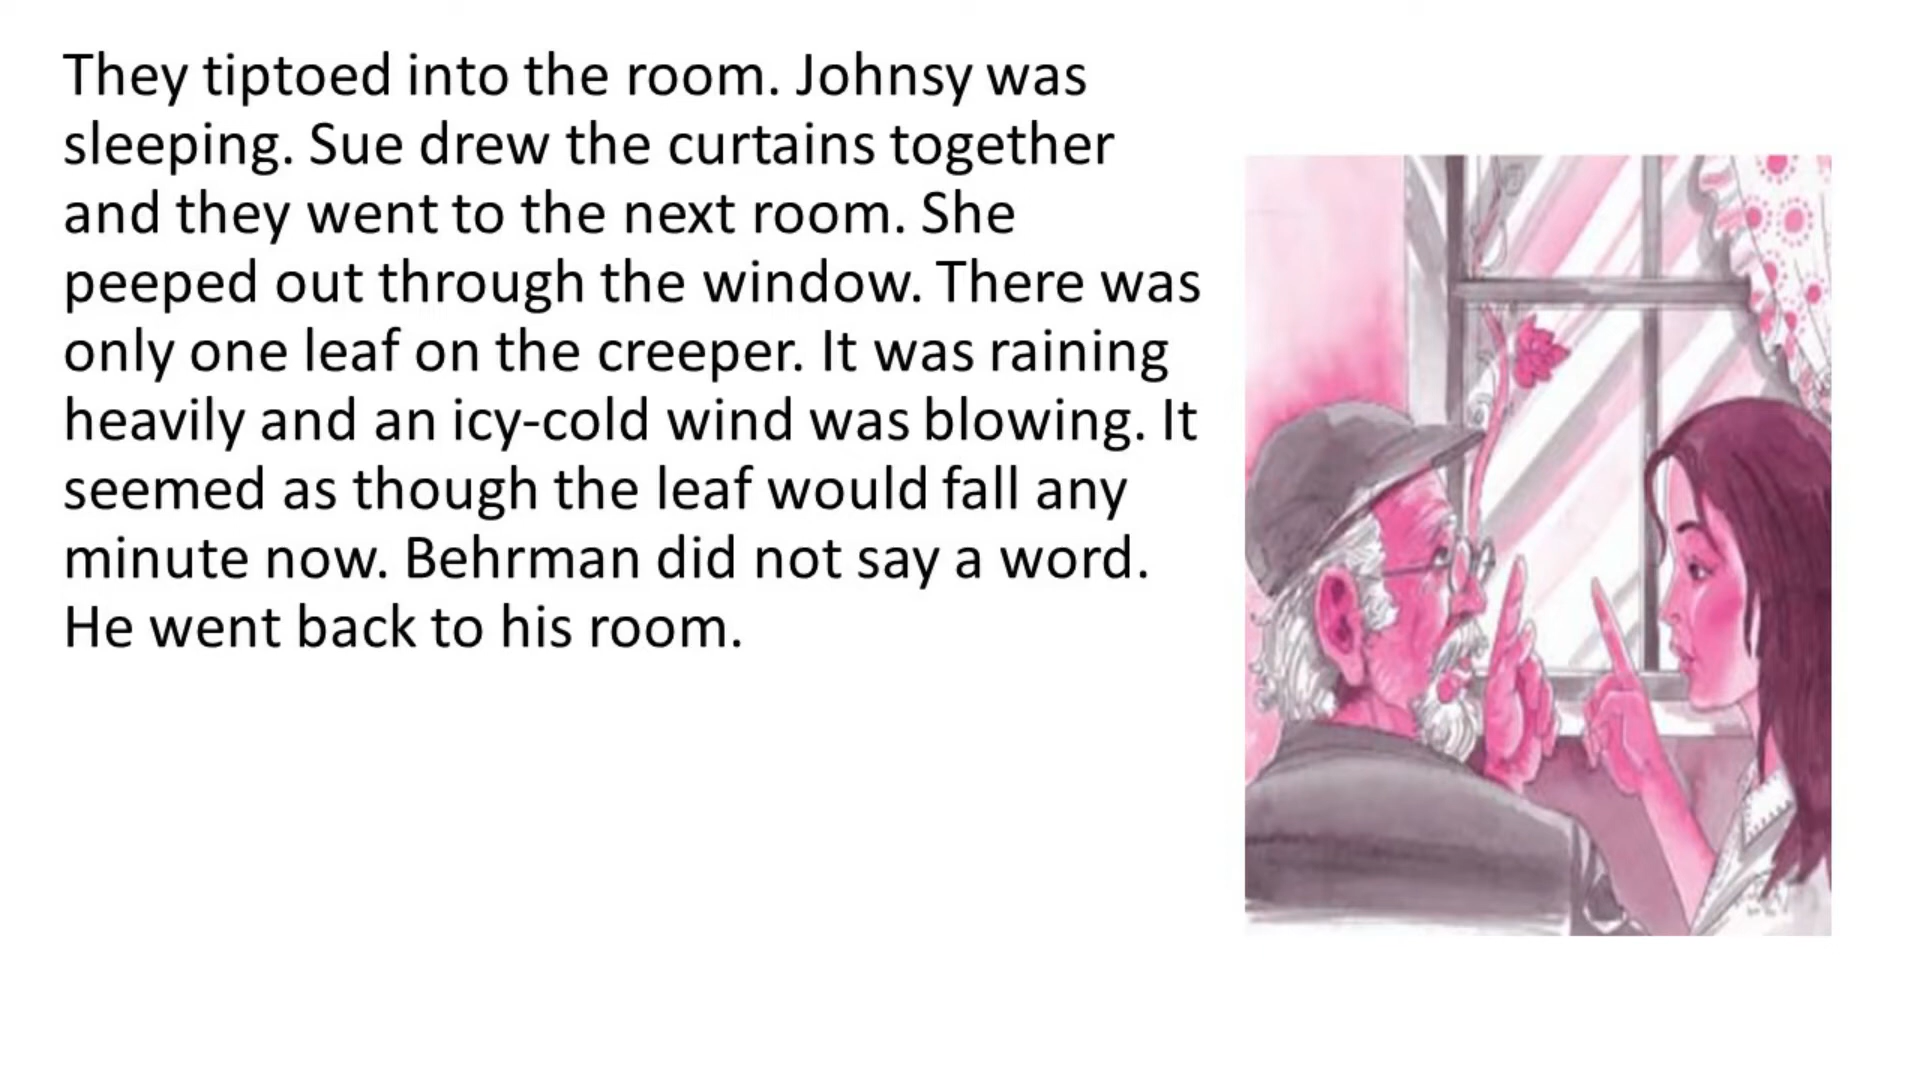 They tiptoed into the room. Johnsy was
sleeping. Sue drew the curtains together
and they went to the next room. She
peeped out through the window. There was
only one leaf on the creeper. It was raining
heavily and an icy-cold wind was blowing. It
seemed as though the leaf would fall any
minute now. Behrman did not say a word.
He went back to his room.